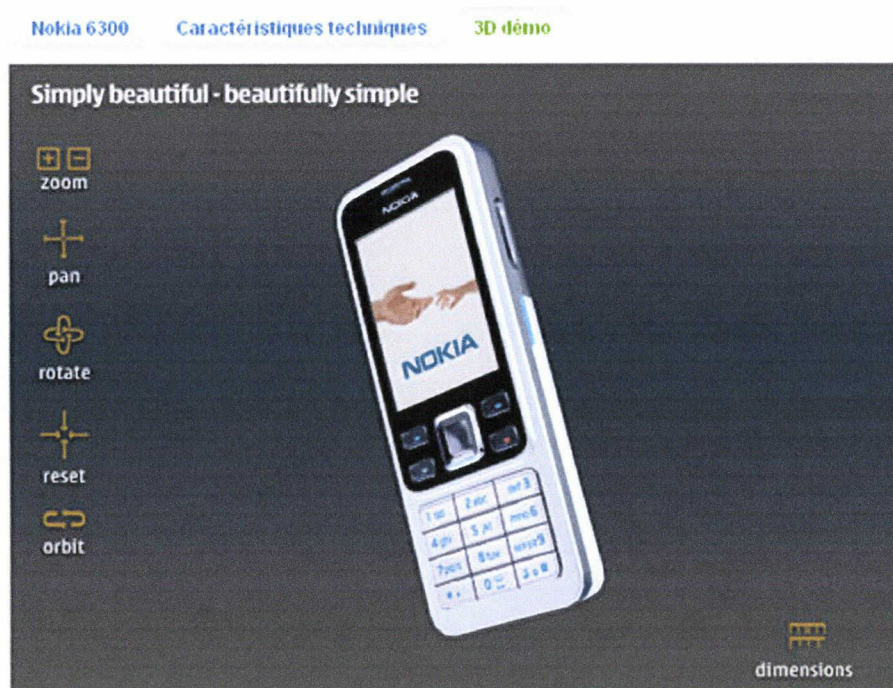 Nokia 6300 Caractéristiques techniques 3D démo
Simply beautiful - beautifully simple
zoom
pan
rotate
reset
orbit
NOKIA
NOKIA
dimensions